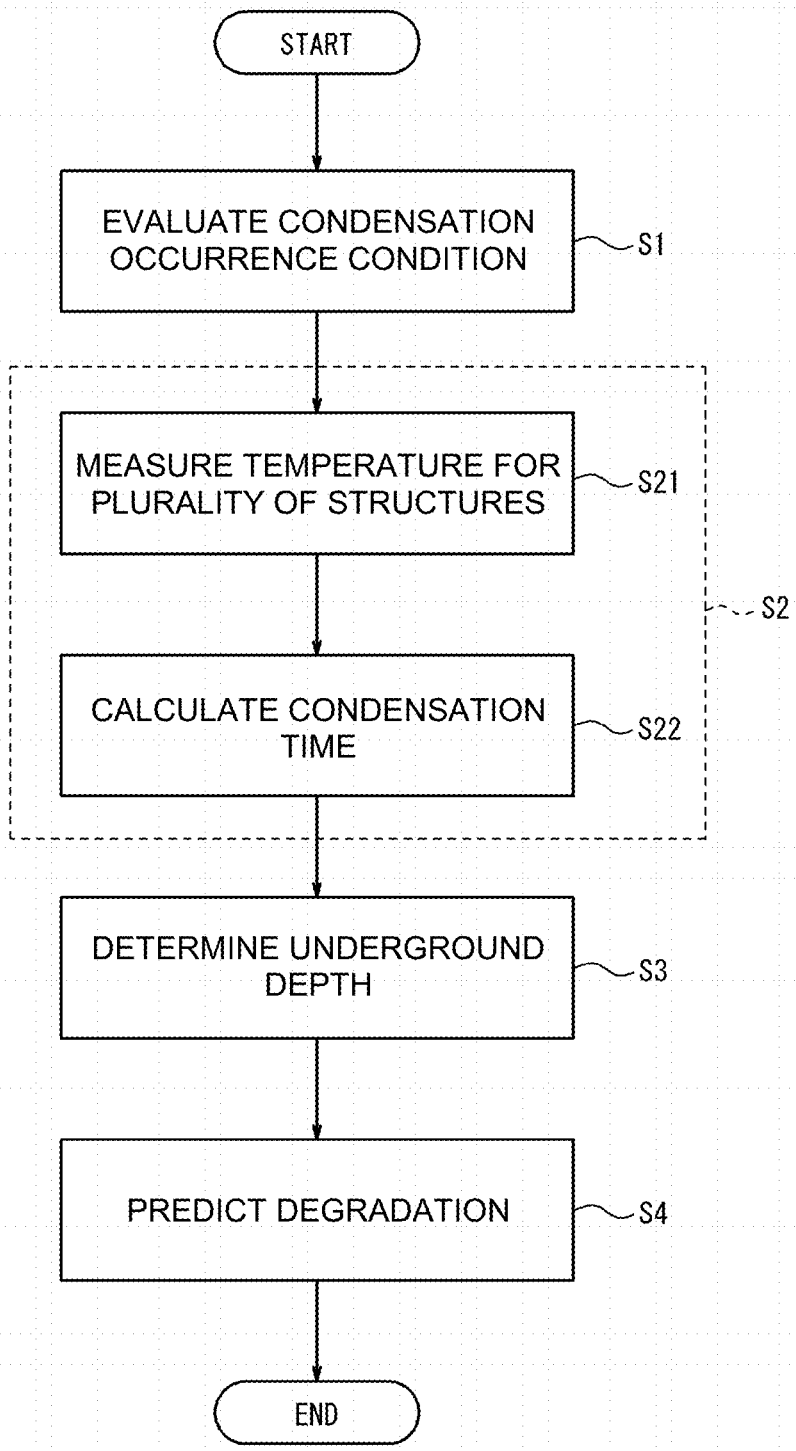 START
EVALUATE CONDENSATION
OCCURRENCE CONDITION
S1
MEASURE TEMPERATURE FOR
PLURALITY OF STRUCTURES
S21
S2
CALCULATE CONDENSATION
TIME
S22
DETERMINE UNDERGROUND
DEPTH
S3
PREDICT DEGRADATION
S4
END